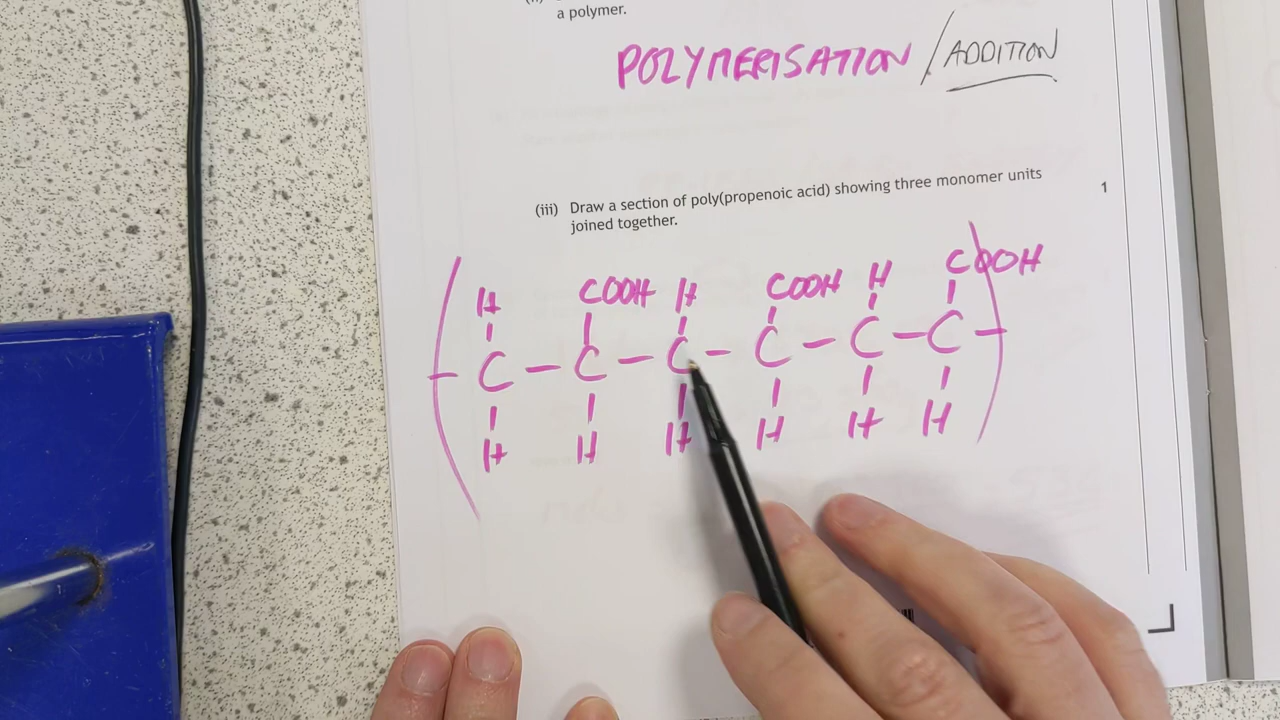 a polymer.
POLYMERISATION / ADDITION
(iii) Draw a section of poly(propenoic acid) showing three monomer units
joined together.
1
H COOH H COOH H COOH
C - C - C - C - C - C -
H H H H H H